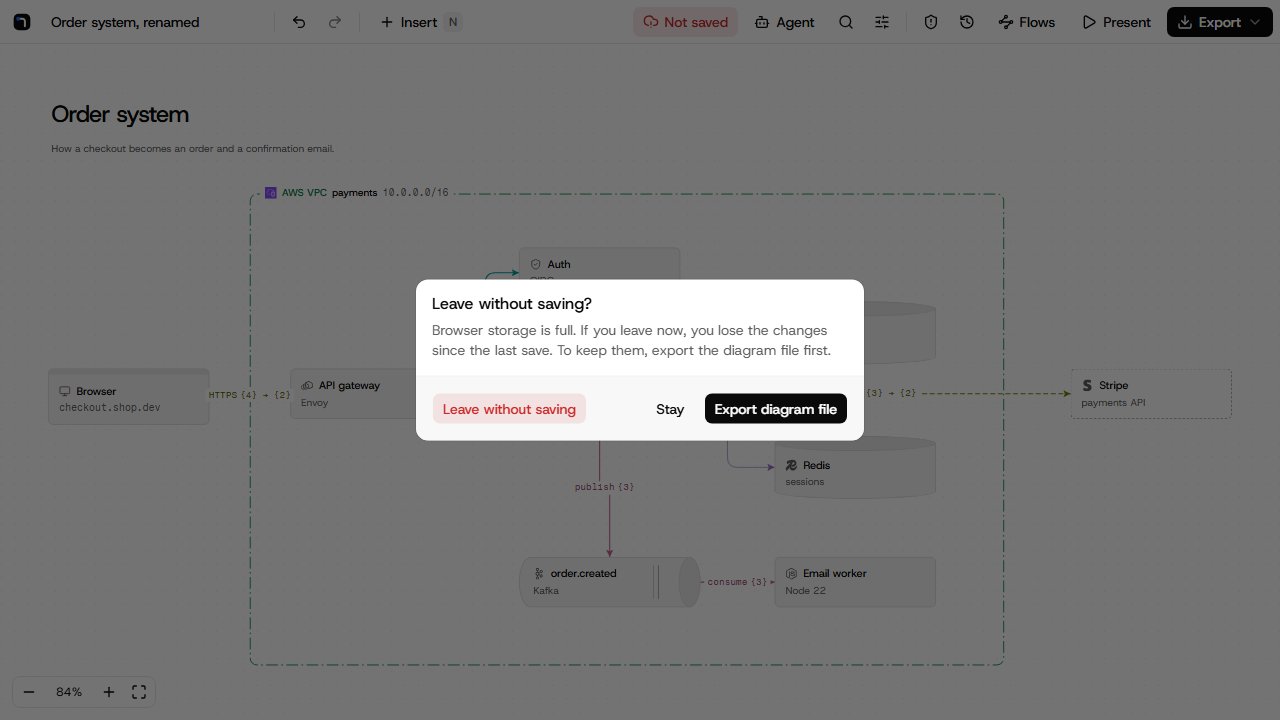 Order system, renamed
Insert N
Not saved
Agent
Flows
Present
Export
Order system
How a checkout becomes an order and a confirmation email.
AWS VPC payments 10.0.0.0/16
Auth
Leave without saving?
Browser storage is full. If you leave now, you lose the changes
since the last save. To keep them, export the diagram file first.
Leave without saving
Stay
Export diagram file
Browser
checkout.shop.dev
HTTPS {4} → {2}
API gateway
Envoy
{3} → {2}
Stripe
payments API
Redis
sessions
publish {3}
order.created
Kafka
consume {3}
Email worker
Node 22
84%